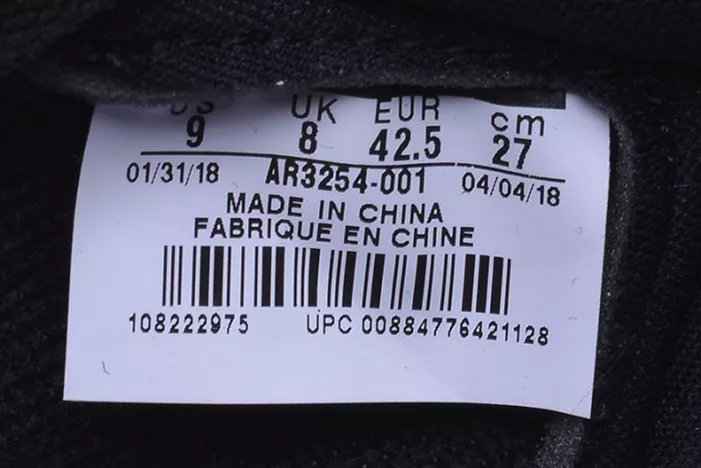 US UK EUR cm
9 8 42.5 27
01/31/18 AR3254-001 04/04/18
MADE IN CHINA
FABRIQUE EN CHINE
108222975 UPC 00884776421128